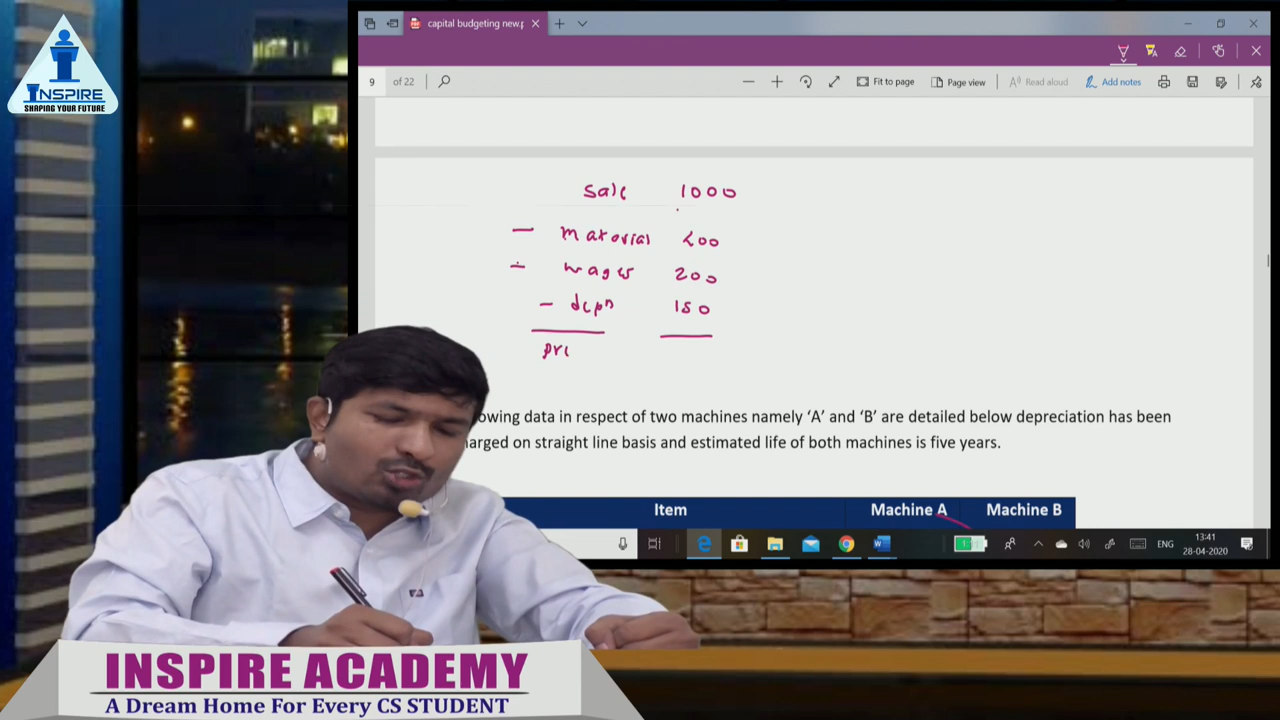 INSPIRE
SHAPING YOUR FUTURE
capital budgeting new.p
9 of 22
Fit to page
Page view
Read aloud
Add notes
Sale 1000
- material 200
- wages 200
- depn 150
owing data in respect of two machines namely ‘A’ and ‘B’ are detailed below depreciation has been
arged on straight line basis and estimated life of both machines is five years.
Item Machine A Machine B
ENG
13:41
28-04-2020
INSPIRE ACADEMY
A Dream Home For Every CS STUDENT